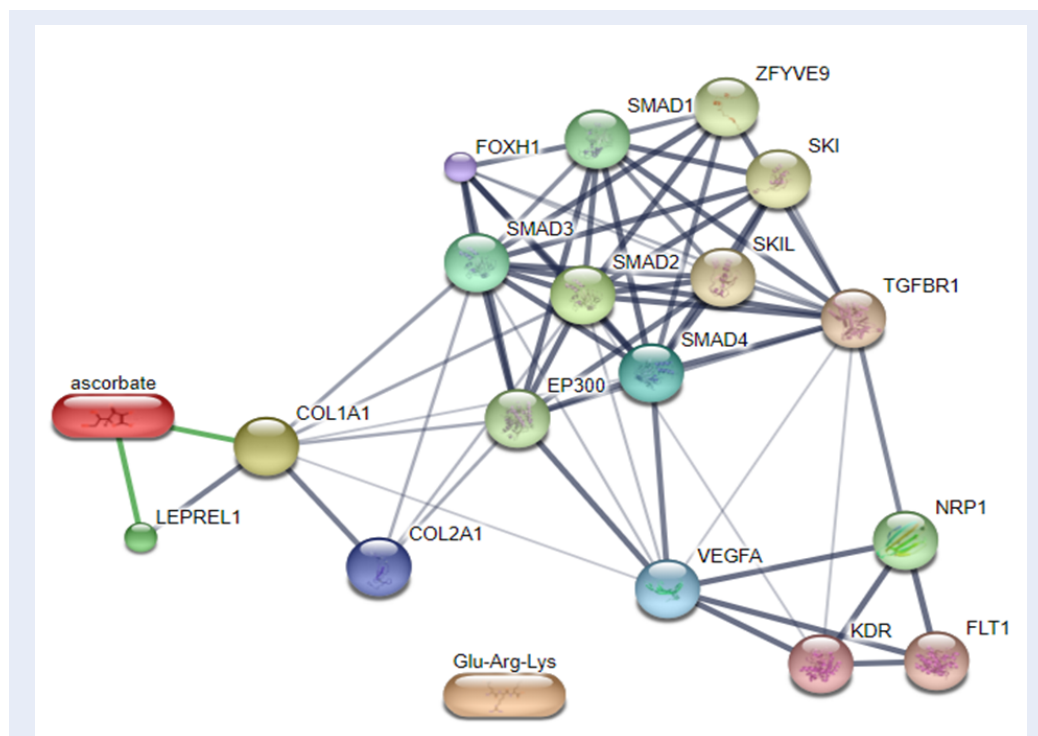 ZFYVE9
SMAD1
FOXH1
SKI
SMAD3
SKIL
SMAD2
TGFBR1
SMAD4
ascorbate
EP300
COL1A1
LEPREL1
NRP1
COL2A1
VEGFA
KDR
FLT1
Glu-Arg-Lys